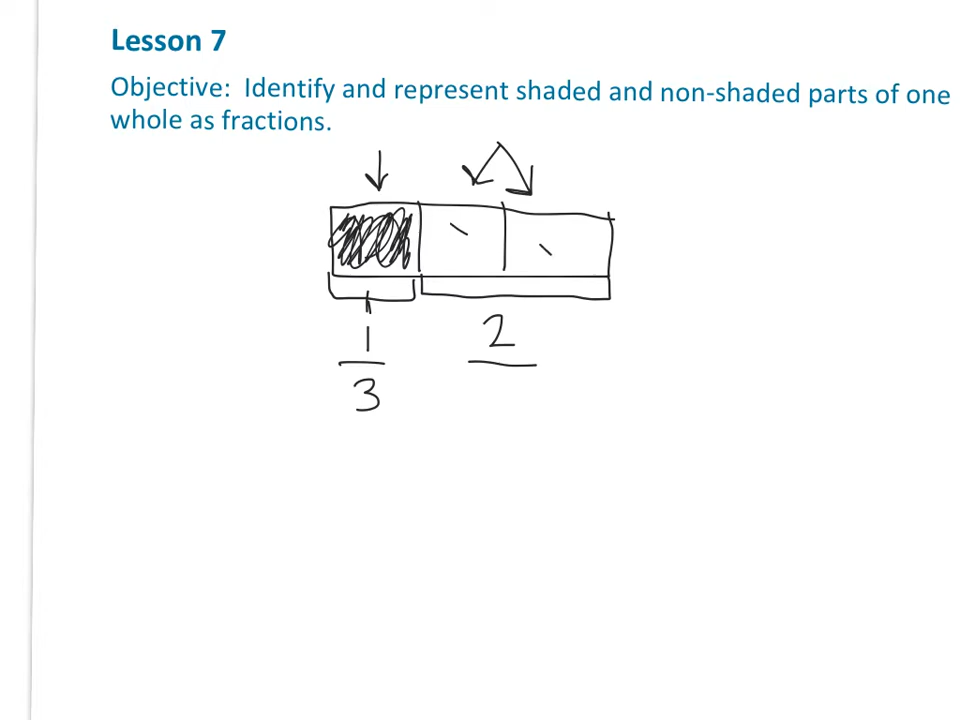 Lesson 7
Objective: Identify and represent shaded and non-shaded parts of one
whole as fractions.
1 2
3